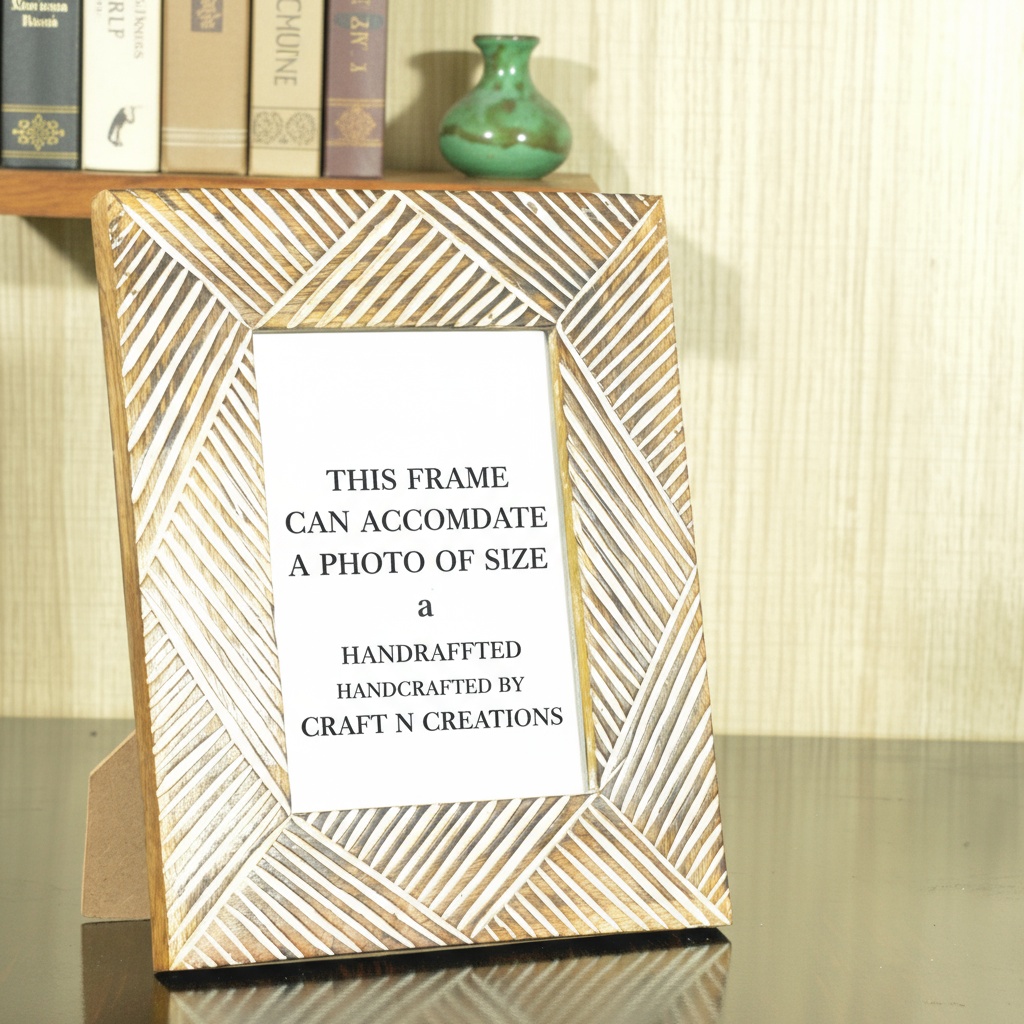 THIS FRAME
CAN ACCOMDATE
A PHOTO OF SIZE
a
HANDRAFFTED
HANDCRAFTED BY
CRAFT N CREATIONS